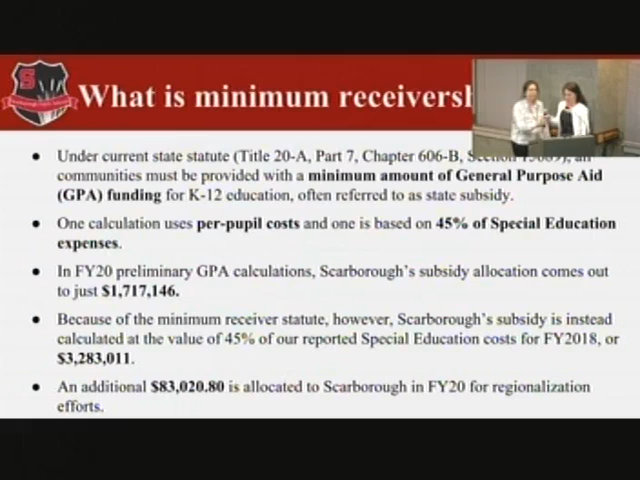 S
What is minimum receivers
● Under current state statute (Title 20-A, Part 7, Chapter 606-B,
communities must be provided with a minimum amount of General Purpose Aid
(GPA) funding for K-12 education, often referred to as state subsidy.
● One calculation uses per-pupil costs and one is based on 45% of Special Education
expenses.
● In FY20 preliminary GPA calculations, Scarborough's subsidy allocation comes out
to just $1,717,146.
● Because of the minimum receiver statute, however, Scarborough's subsidy is instead
calculated at the value of 45% of our reported Special Education costs for FY2018, or
$3,283,011.
● An additional $83,020.80 is allocated to Scarborough in FY20 for regionalization
efforts.